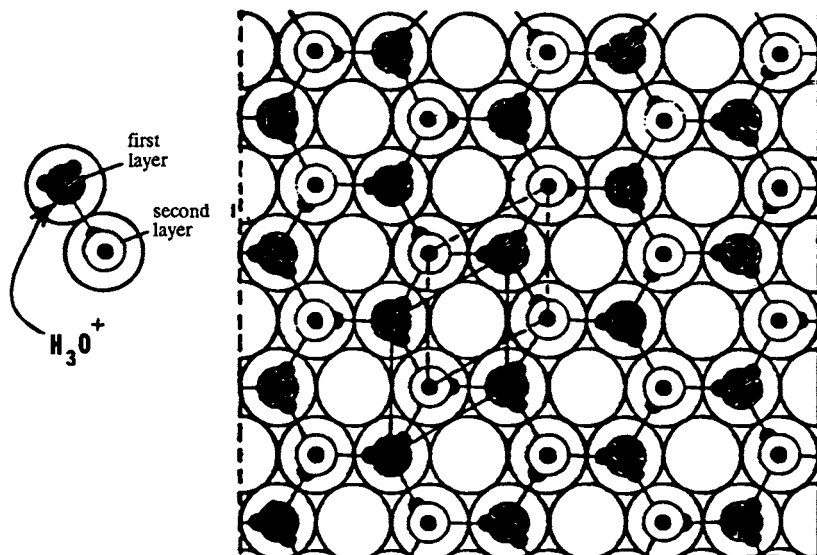 first
layer
second
layer
H₃O⁺